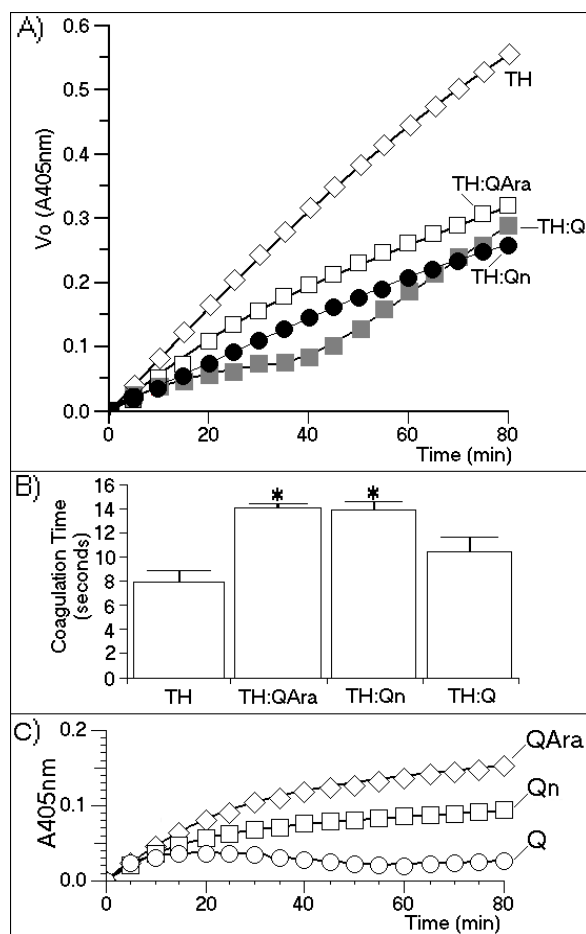 A)
0.6
0.5
0.4
0.3
0.2
0.1
0.0
Vo (A405nm)
TH
TH:QAra
TH:Q
TH:Qn
0
20
40
60
80
Time (min)
B)
16
14
12
10
8
6
4
2
0
Coagulation Time
(seconds)
*
*
TH
TH:QAra
TH:Qn
TH:Q
C)
0.2
0.1
0.0
A405nm
QAra
Qn
Q
0
20
40
60
80
Time (min)